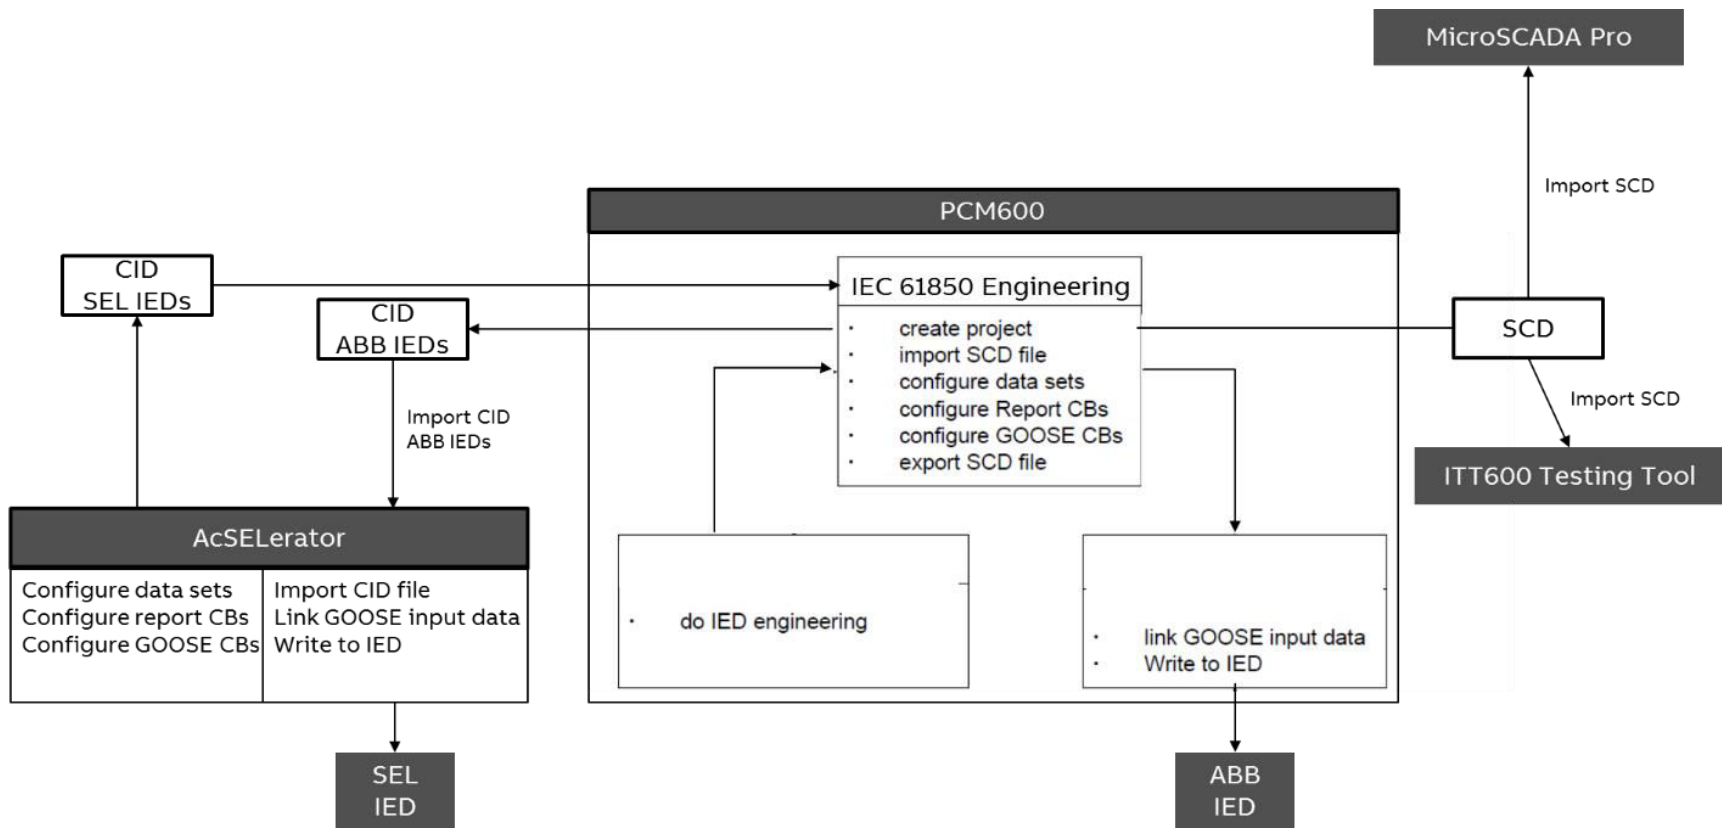 MicroSCADA Pro
Import SCD
PCM600
CID
SEL IEDs
IEC 61850 Engineering
CID
ABB IEDs
SCD
· create project
· import SCD file
· configure data sets
· configure Report CBs
· configure GOOSE CBs
· export SCD file
Import SCD
Import CID
ABB IEDs
ITT600 Testing Tool
AcSELerator
Configure data sets
Configure report CBs
Configure GOOSE CBs
Import CID file
Link GOOSE input data
Write to IED
· do IED engineering
· link GOOSE input data
· Write to IED
SEL
IED
ABB
IED